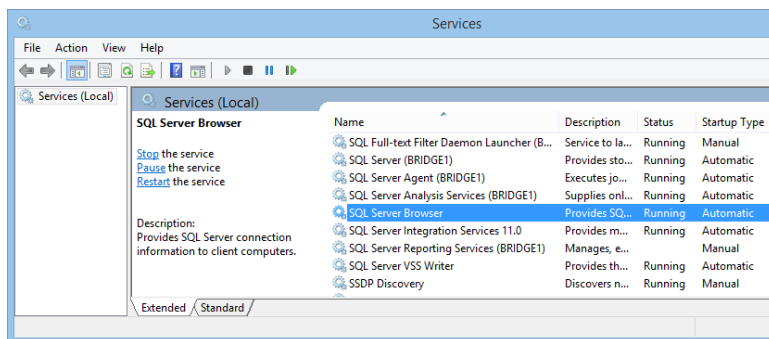 Services
File Action View Help
Services (Local)
Services (Local)
SQL Server Browser
Stop the service
Pause the service
Restart the service
Description:
Provides SQL Server connection
information to client computers.
Name Description Status Startup Type
SQL Full-text Filter Daemon Launcher (B... Service to la... Running Manual
SQL Server (BRIDGE1) Provides sto... Running Automatic
SQL Server Agent (BRIDGE1) Executes jo... Running Automatic
SQL Server Analysis Services (BRIDGE1) Supplies onl... Running Automatic
SQL Server Browser Provides SQ... Running Automatic
SQL Server Integration Services 11.0 Provides m... Running Automatic
SQL Server Reporting Services (BRIDGE1) Manages, e... Manual
SQL Server VSS Writer Provides th... Running Automatic
SSDP Discovery Discovers n... Running Manual
Extended Standard